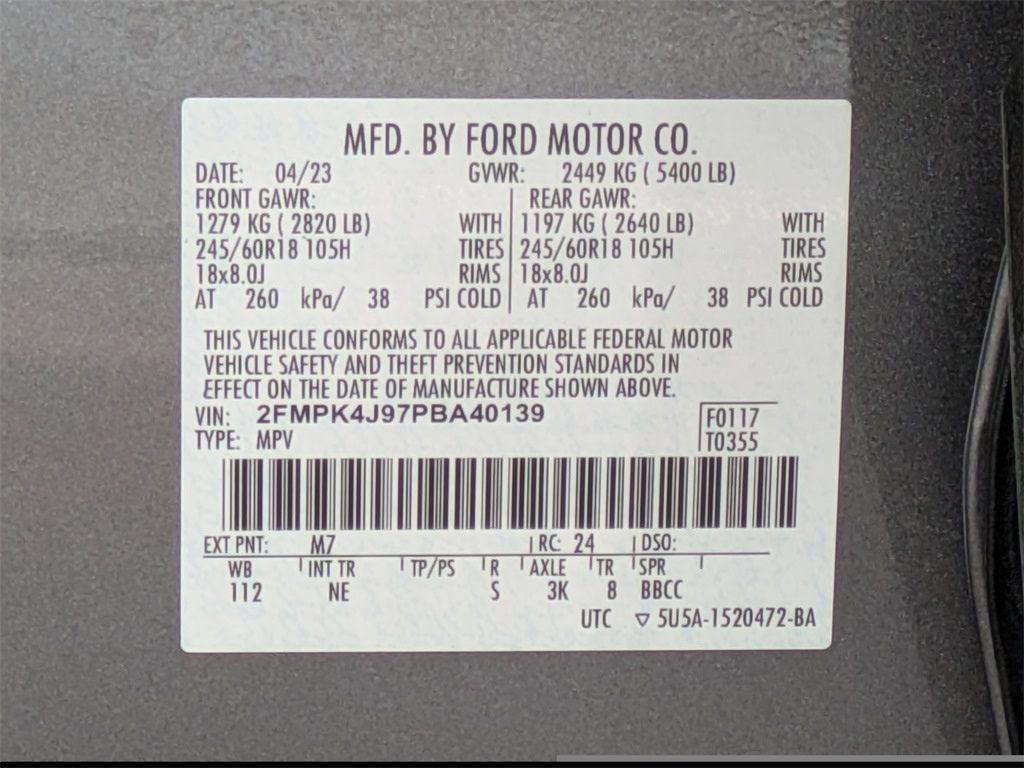 MFD. BY FORD MOTOR CO.
DATE: 04/23 GVWR: 2449 KG ( 5400 LB)
FRONT GAWR: REAR GAWR:
1279 KG ( 2820 LB) WITH 1197 KG ( 2640 LB) WITH
245/60R18 105H TIRES 245/60R18 105H TIRES
18x8.0J RIMS 18x8.0J RIMS
AT 260 kPa/ 38 PSI COLD AT 260 kPa/ 38 PSI COLD
THIS VEHICLE CONFORMS TO ALL APPLICABLE FEDERAL MOTOR
VEHICLE SAFETY AND THEFT PREVENTION STANDARDS IN
EFFECT ON THE DATE OF MANUFACTURE SHOWN ABOVE.
VIN: 2FMPK4J97PBA40139 F0117
TYPE: MPV T0355
EXT PNT: M7 RC: 24 DSO:
WB INT TR TP/PS R AXLE TR SPR
112 NE S 3K 8 BBCC
UTC ▽ 5U5A-1520472-BA